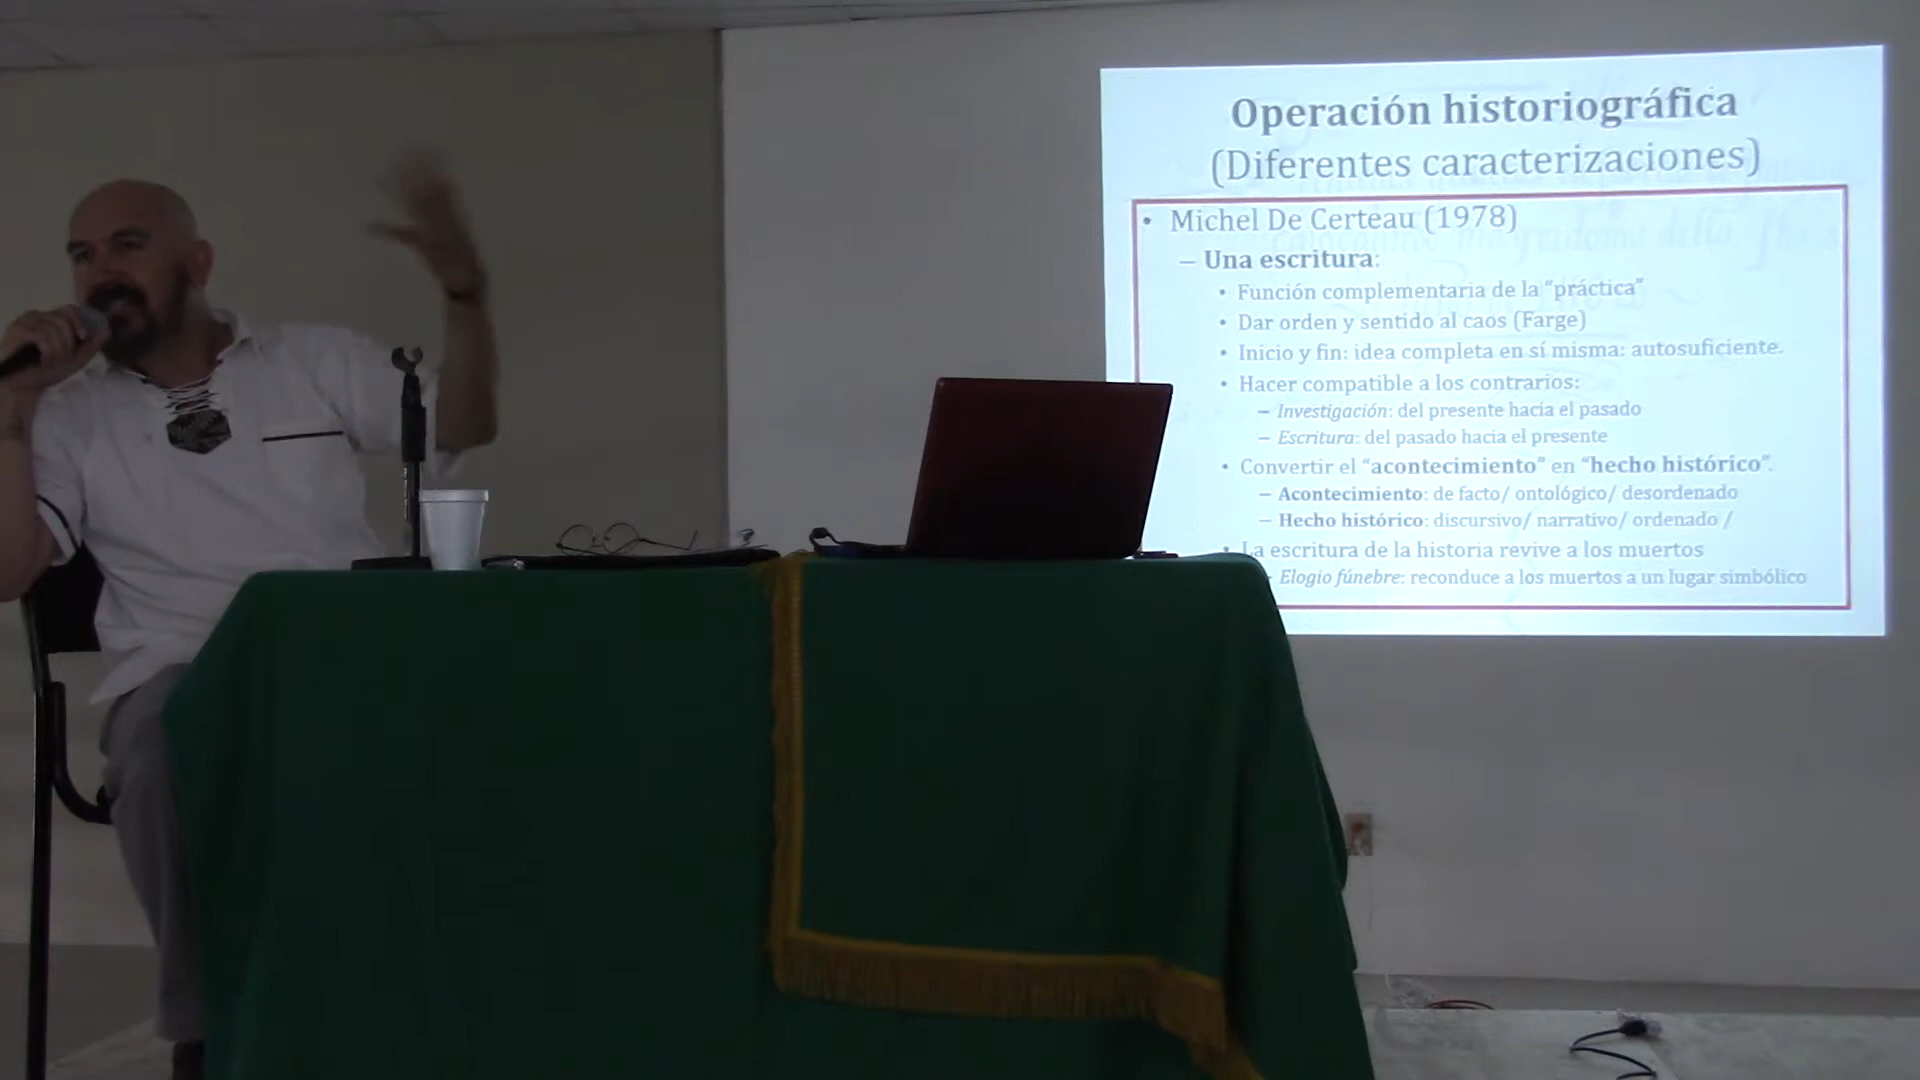 Operación historiográfica
(Diferentes caracterizaciones)
• Michel De Certeau (1978)
– Una escritura:
• Función complementaria de la “práctica”
• Dar orden y sentido al caos (Farge)
• Inicio y fin: idea completa en sí misma: autosuficiente.
• Hacer compatible a los contrarios:
– Investigación: del presente hacia el pasado
– Escritura: del pasado hacia el presente
• Convertir el “acontecimiento” en “hecho histórico”.
– Acontecimiento: de facto/ ontológico/ desordenado
– Hecho histórico: discursivo/ narrativo/ ordenado /
• La escritura de la historia revive a los muertos
Elogio fúnebre: reconduce a los muertos a un lugar simbólico